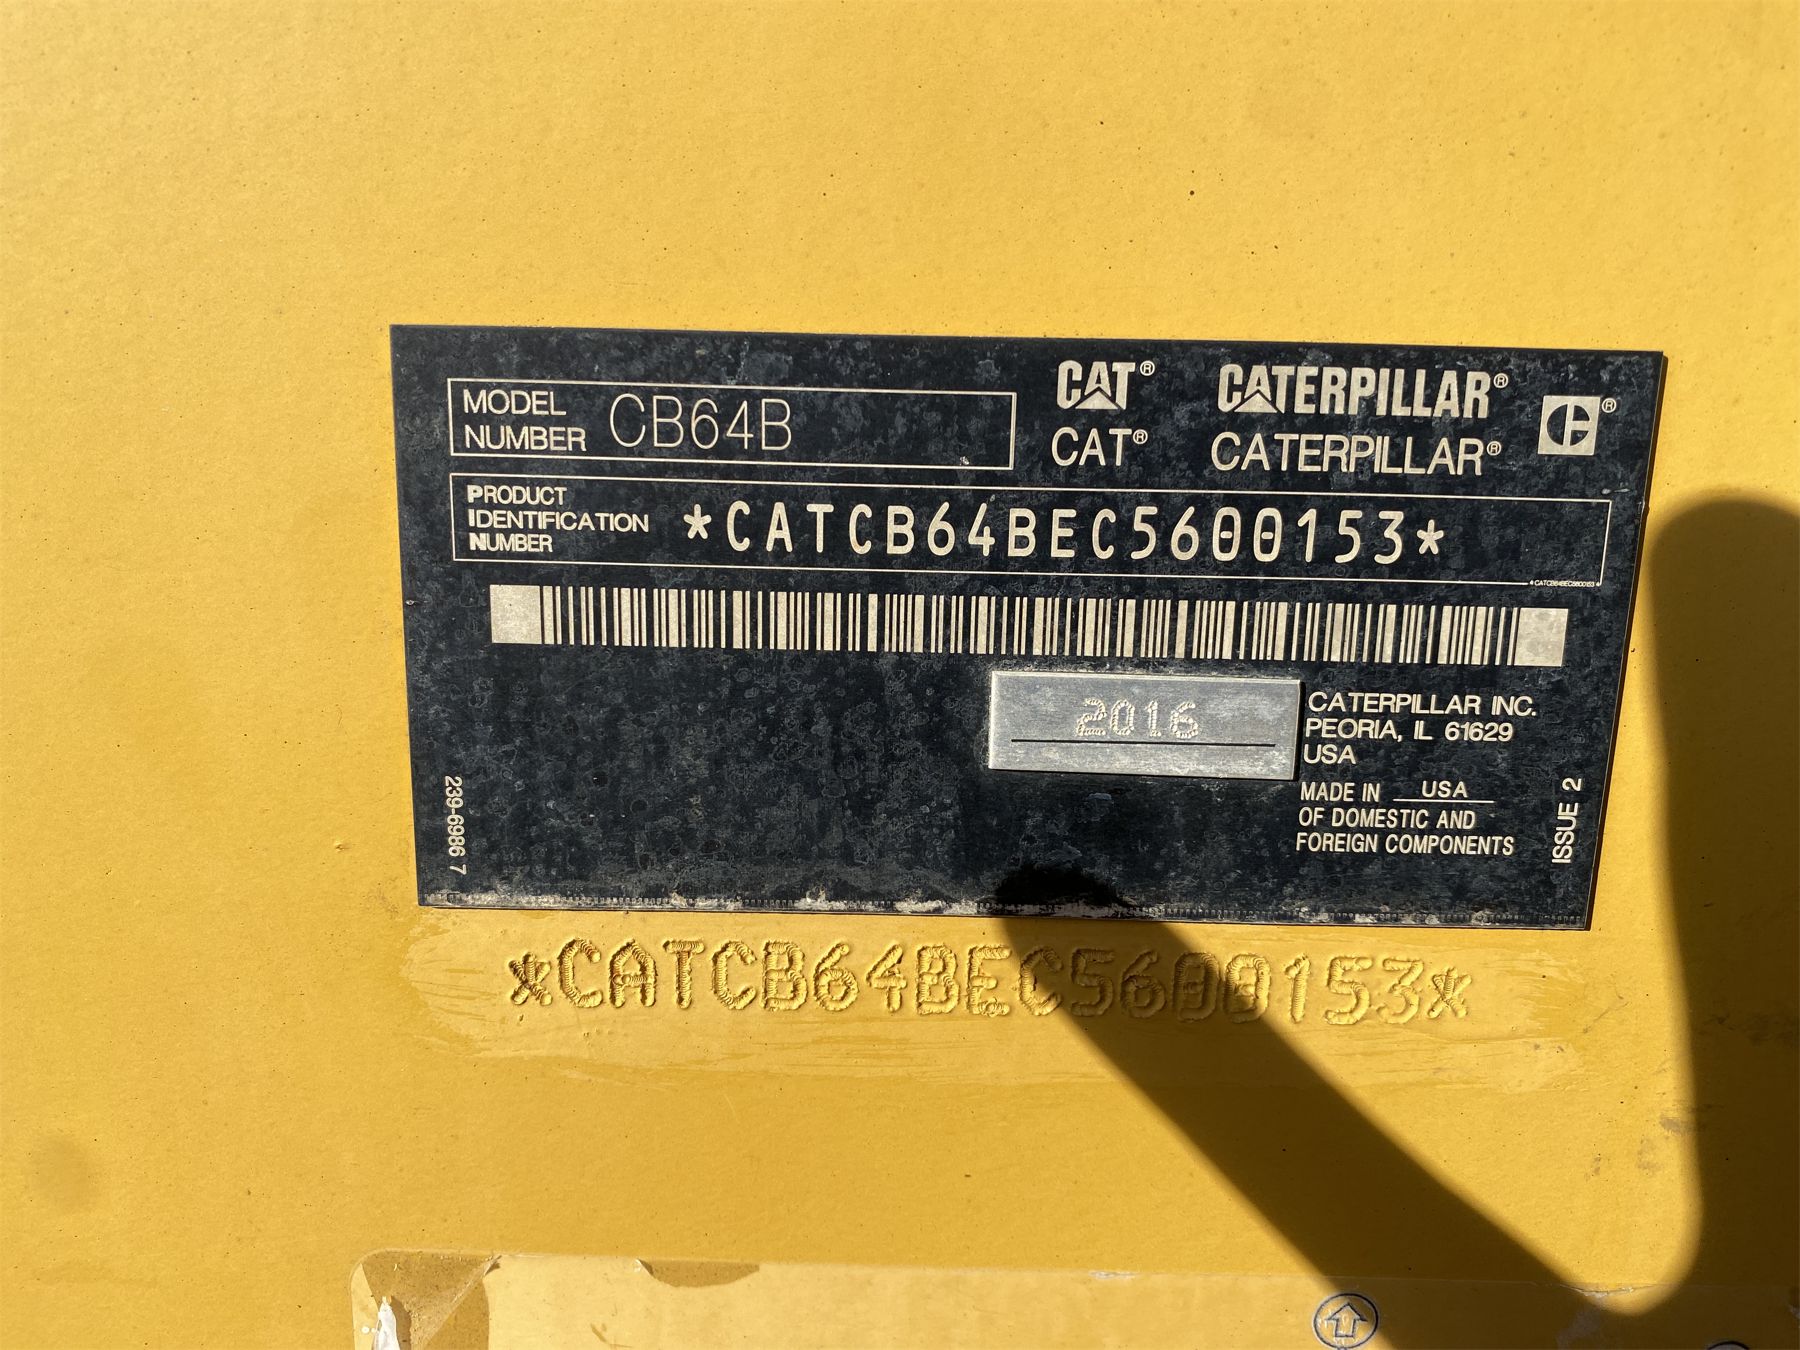 MODEL NUMBER CB64B
CAT® CATERPILLAR®
CAT® CATERPILLAR®
PRODUCT
IDENTIFICATION
NUMBER
*CATCB64BEC5600153*
*CATCB64BEC5600153*
2016
CATERPILLAR INC.
PEORIA, IL 61629
USA
MADE IN USA
OF DOMESTIC AND
FOREIGN COMPONENTS
239-6986 7
ISSUE 2
*CATCB64BEC5600153*